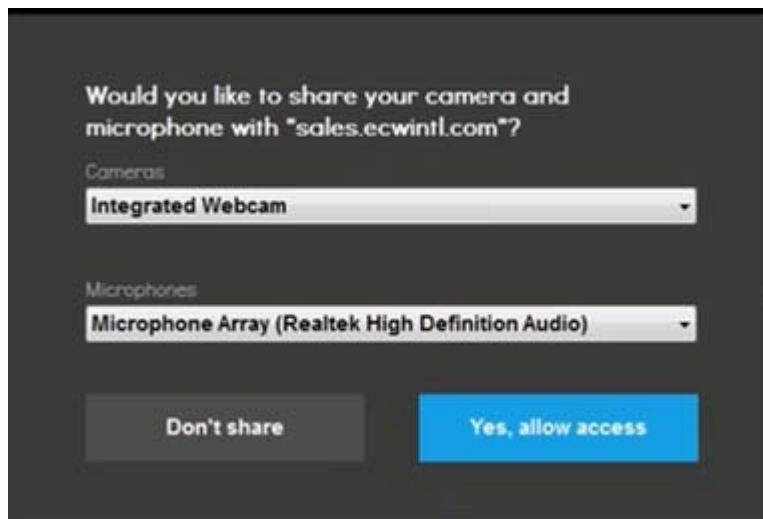 Would you like to share your camera and
microphone with "sales.ecwintl.com"?
Cameras
Integrated Webcam
Microphones
Microphone Array (Realtek High Definition Audio)
Don't share
Yes, allow access